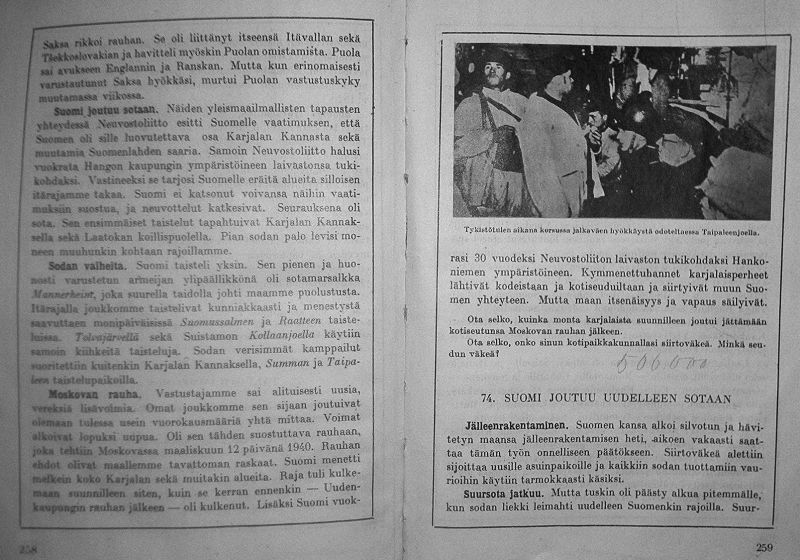 Saksa rikkoi rauhan. Se oli liittänyt itseensä Itävallan sekä
Tšekkoslovakian ja havitteli myöskin Puolan omistamista. Puola
sai avukseen Englannin ja Ranskan. Mutta kun erinomaisesti
varustautunut Saksa hyökkäsi, murtui Puolan vastustuskyky
muutamassa viikossa.
Suomi joutuu sotaan. Näiden yleismaailmallisten tapausten
yhteydessä Neuvostoliitto esitti Suomelle vaatimuksen, että
Suomen oli sille luovutettava osa Karjalan Kannasta sekä
muutamia Suomenlahden saaria. Samoin Neuvostoliitto halusi
vuokrata Hangon kaupungin ympäristöineen laivastonsa tuki-
kohdaksi. Vastineeksi se tarjosi Suomelle eräitä alueita silloisen
itärajamme takaa. Suomi ei katsonut voivansa näihin vaati-
muksiin suostua, ja neuvottelut katkesivat. Seurauksena oli
sota. Sen ensimmäiset taistelut tapahtuivat Karjalan Kannak-
sella sekä Laatokan koillispuolella. Pian sodan palo levisi mo-
neen muuhunkin kohtaan rajoillamme.
Sodan vaiheita. Suomi taisteli yksin. Sen pienen ja huo-
nosti varustetun armeijan ylipäällikkönä oli sotamarsalkka
Mannerheim, joka suurella taidolla johti maamme puolustusta.
Itärajalla joukkomme taistelivat kunniakkaasti ja menestystä
saavuttaen monipäiväisissä Suomussalmen ja Raatteen taiste-
luissa. Tolvajärvellä sekä Suistamon Kollaanjoella käytiin
samoin kiihkeitä taisteluja. Sodan verisimmät kamppailut
suoritettiin kuitenkin Karjalan Kannaksella, Summan ja Taipa-
leen taistelupaikoilla.
Moskovan rauha. Vastustajamme sai alituisesti uusia,
vereksiä lisävoimia. Omat joukkomme sen sijaan joutuivat
olemaan tulessa usein vuorokausmääriä yhtä mittaa. Voimat
alkoivat lopuksi uupua. Oli sen tähden suostuttava rauhaan,
joka tehtiin Moskovassa maaliskuun 12 päivänä 1940. Rauhan
ehdot olivat maallemme tavattoman raskaat. Suomi menetti
melkein koko Karjalan sekä muitakin alueita. Raja tuli kulke-
maan suunnilleen siten, kuin se kerran ennenkin — Uuden-
kaupungin rauhan jälkeen — oli kulkenut. Lisäksi Suomi vuok-
258
Tykistötulen aikana korsussa jalkaväen hyökkäystä odoteltaessa Taipaleenjoella.
rasi 30 vuodeksi Neuvostoliiton laivaston tukikohdaksi Hanko-
niemen ympäristöineen. Kymmenettuhannet karjalaisperheet
lähtivät kodeistaan ja kotiseuduiltaan ja siirtyivät muun Suo-
men yhteyteen. Mutta maan itsenäisyys ja vapaus säilyivät.
Ota selko, kuinka monta karjalaista suunnilleen joutui jättämään
kotiseutunsa Moskovan rauhan jälkeen.
Ota selko, onko sinun kotipaikkakunnallasi siirtoväkeä. Minkä seu-
dun väkeä?
500.000
74. SUOMI JOUTUU UUDELLEEN SOTAAN
Jälleenrakentaminen. Suomen kansa alkoi silvotun ja hävi-
tetyn maansa jälleenrakentamisen heti, aikoen vakaasti saat-
taa tämän työn onnelliseen päätökseen. Siirtoväkeä alettiin
sijoittaa uusille asuinpaikoille ja kaikkiin sodan tuottamiin vau-
rioihin käytiin tarmokkaasti käsiksi.
Suursota jatkuu. Mutta tuskin oli päästy alkua pitemmälle,
kun sodan liekki leimahti uudelleen Suomenkin rajoilla. Suur-
259